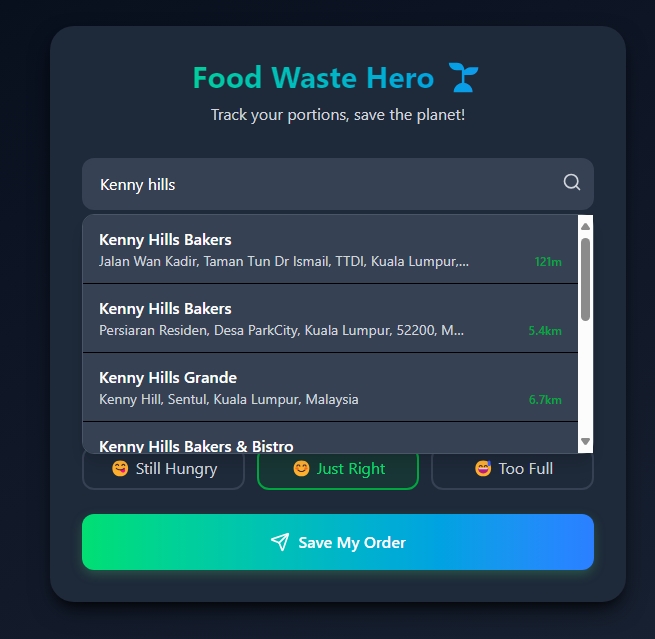 Food Waste Hero
Track your portions, save the planet!
Kenny hills
Kenny Hills Bakers
Jalan Wan Kadir, Taman Tun Dr Ismail, TTDI, Kuala Lumpur,...
121m
Kenny Hills Bakers
Persiaran Residen, Desa ParkCity, Kuala Lumpur, 52200, M...
5.4km
Kenny Hills Grande
Kenny Hill, Sentul, Kuala Lumpur, Malaysia
6.7km
Kenny Hills Bakers & Bistro
😋 Still Hungry
😊 Just Right
😅 Too Full
Save My Order